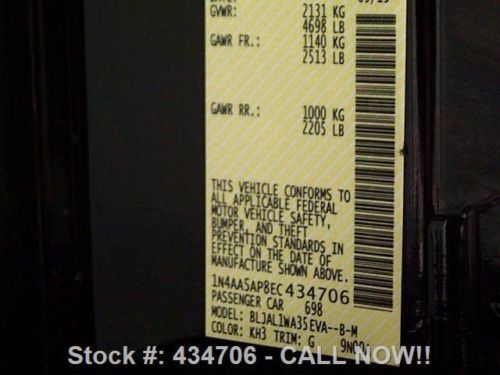 GVWR: 2131 KG
4698 LB
GAWR FR.: 1140 KG
2513 LB
GAWR RR.: 1000 KG
2205 LB
THIS VEHICLE CONFORMS TO
ALL APPLICABLE FEDERAL
MOTOR VEHICLE SAFETY,
BUMPER, AND THEFT
PREVENTION STANDARDS IN
EFFECT ON THE DATE OF
MANUFACTURE SHOWN ABOVE.
1N4AA5AP8EC434706
PASSENGER CAR 698
MODEL: BLJAL1WA35EVA--B-M
COLOR: KH3 TRIM: G
Stock #: 434706 - CALL NOW!!